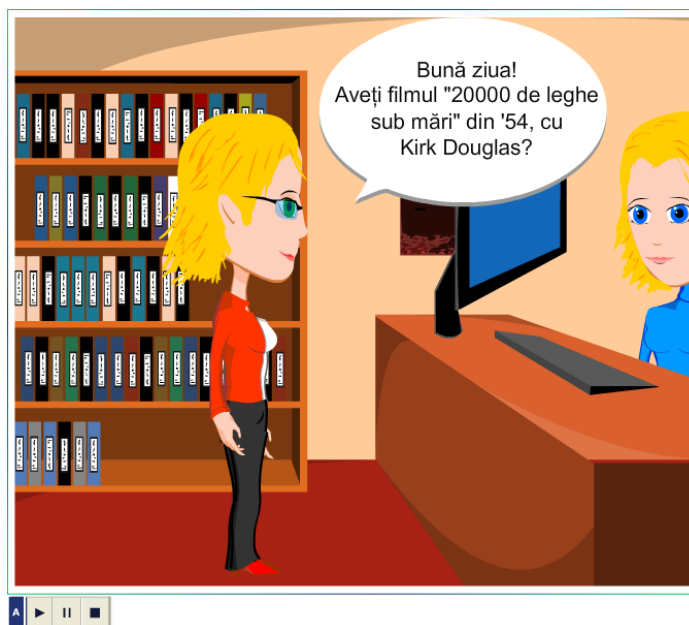 Bună ziua!
Aveți filmul "20000 de leghe
sub mări" din '54, cu
Kirk Douglas?
A